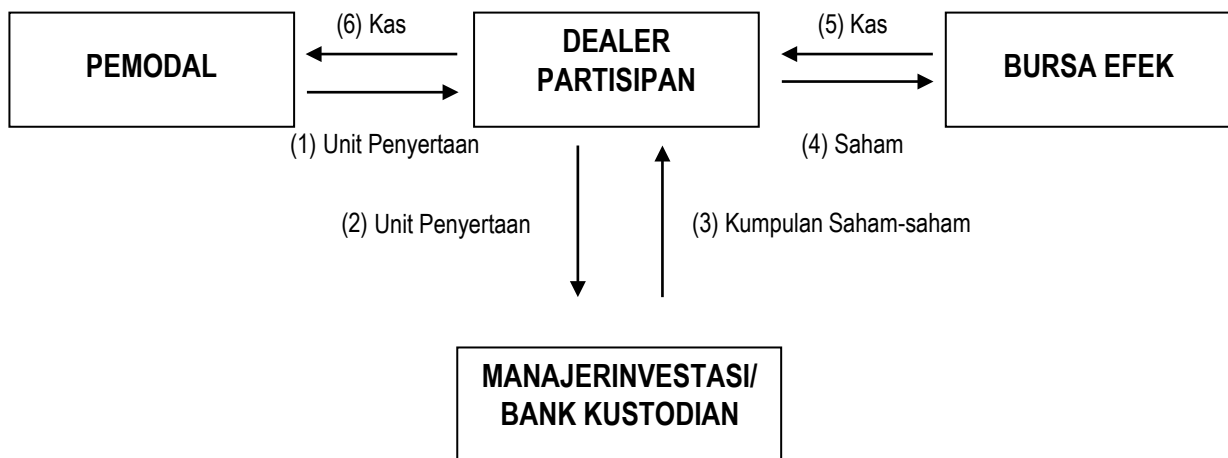 (6) Kas
(5) Kas
PEMODAL
DEALER
PARTISIPAN
BURSA EFEK
(1) Unit Penyertaan
(4) Saham
(2) Unit Penyertaan
(3) Kumpulan Saham-saham
MANAJERINVESTASI/
BANK KUSTODIAN